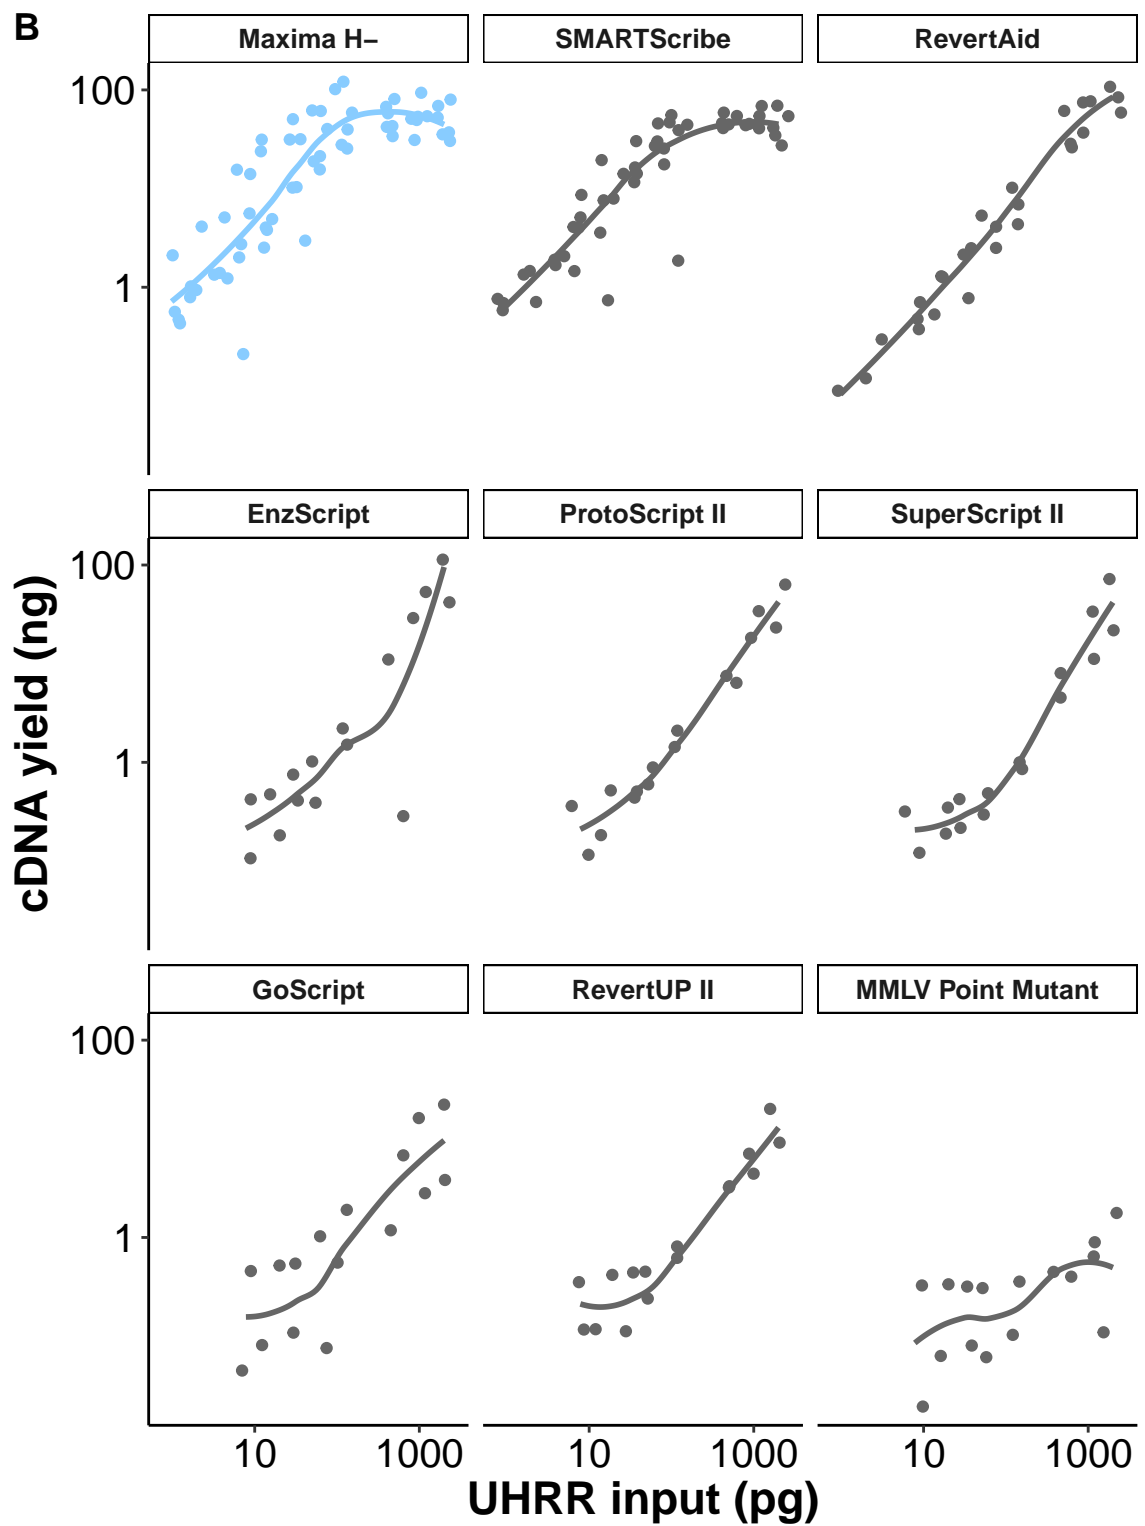 B
Maxima H– SMARTScribe RevertAid
100
1
EnzScript ProtoScript II SuperScript II
100
1
cDNA yield (ng)
GoScript RevertUP II MMLV Point Mutant
100
1
10 1000 10 1000 10 1000
UHRR input (pg)